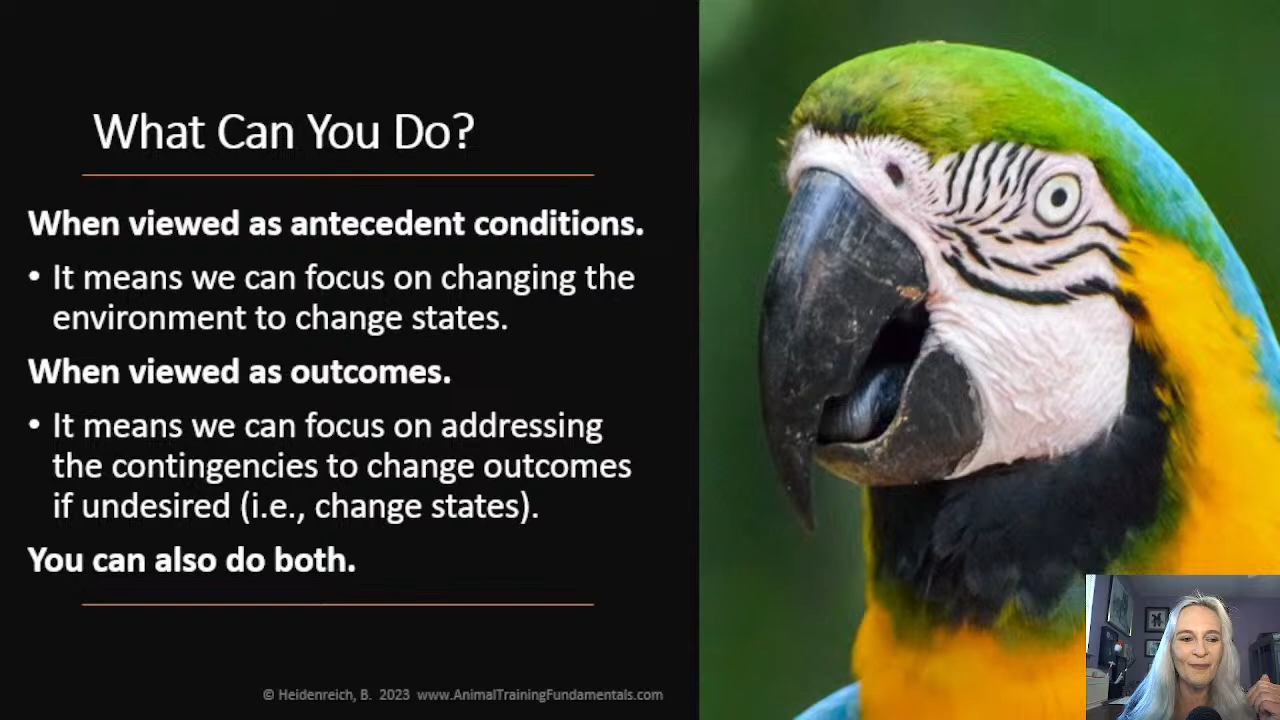 What Can You Do?
When viewed as antecedent conditions.
• It means we can focus on changing the
environment to change states.
When viewed as outcomes.
• It means we can focus on addressing
the contingencies to change outcomes
if undesired (i.e., change states).
You can also do both.
© Heidenreich, B. 2023 www.AnimalTrainingFundamentals.com